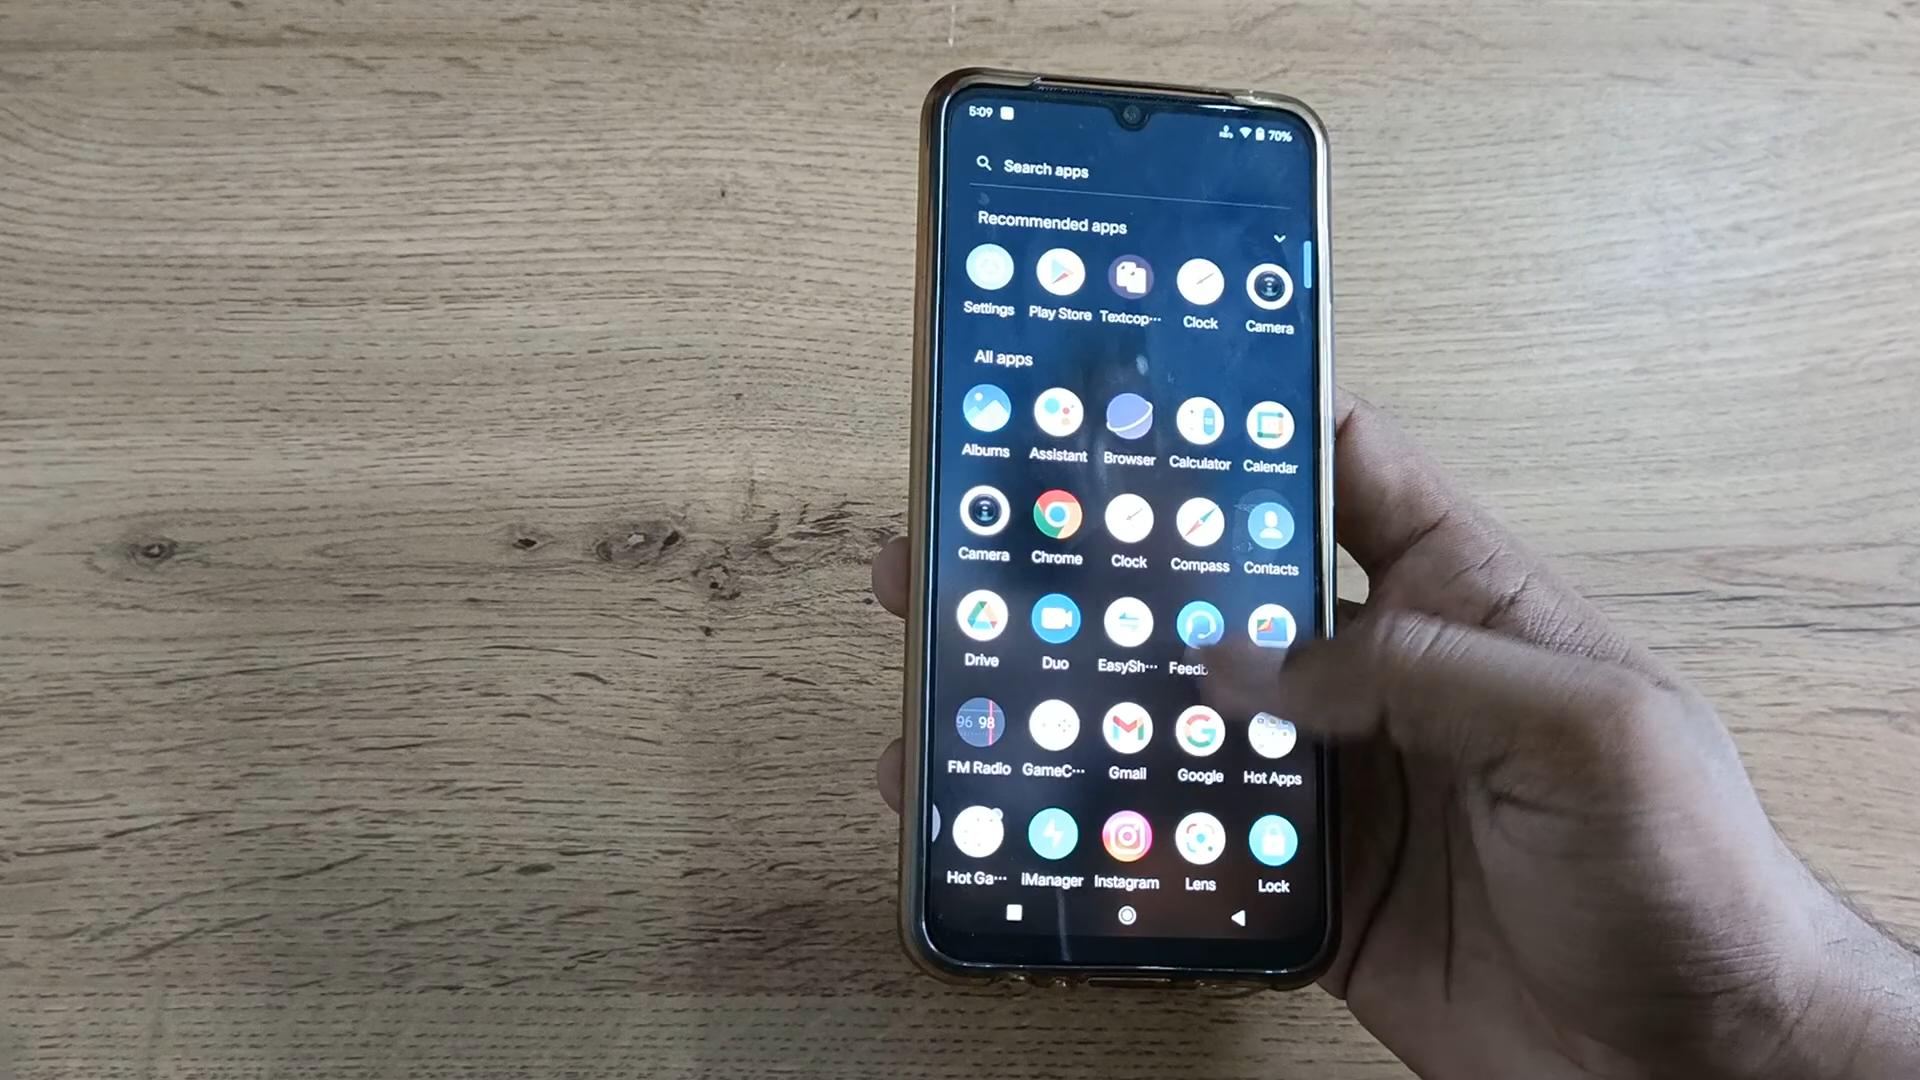 5:09 70%
Search apps
Recommended apps
Settings Play Store Textcop··· Clock Camera
All apps
Albums Assistant Browser Calculator Calendar
Camera Chrome Clock Compass Contacts
Drive Duo EasySh··· Feedb
96 98
FM Radio GameC··· Gmail Google Hot Apps
Hot Ga··· iManager Instagram Lens Lock